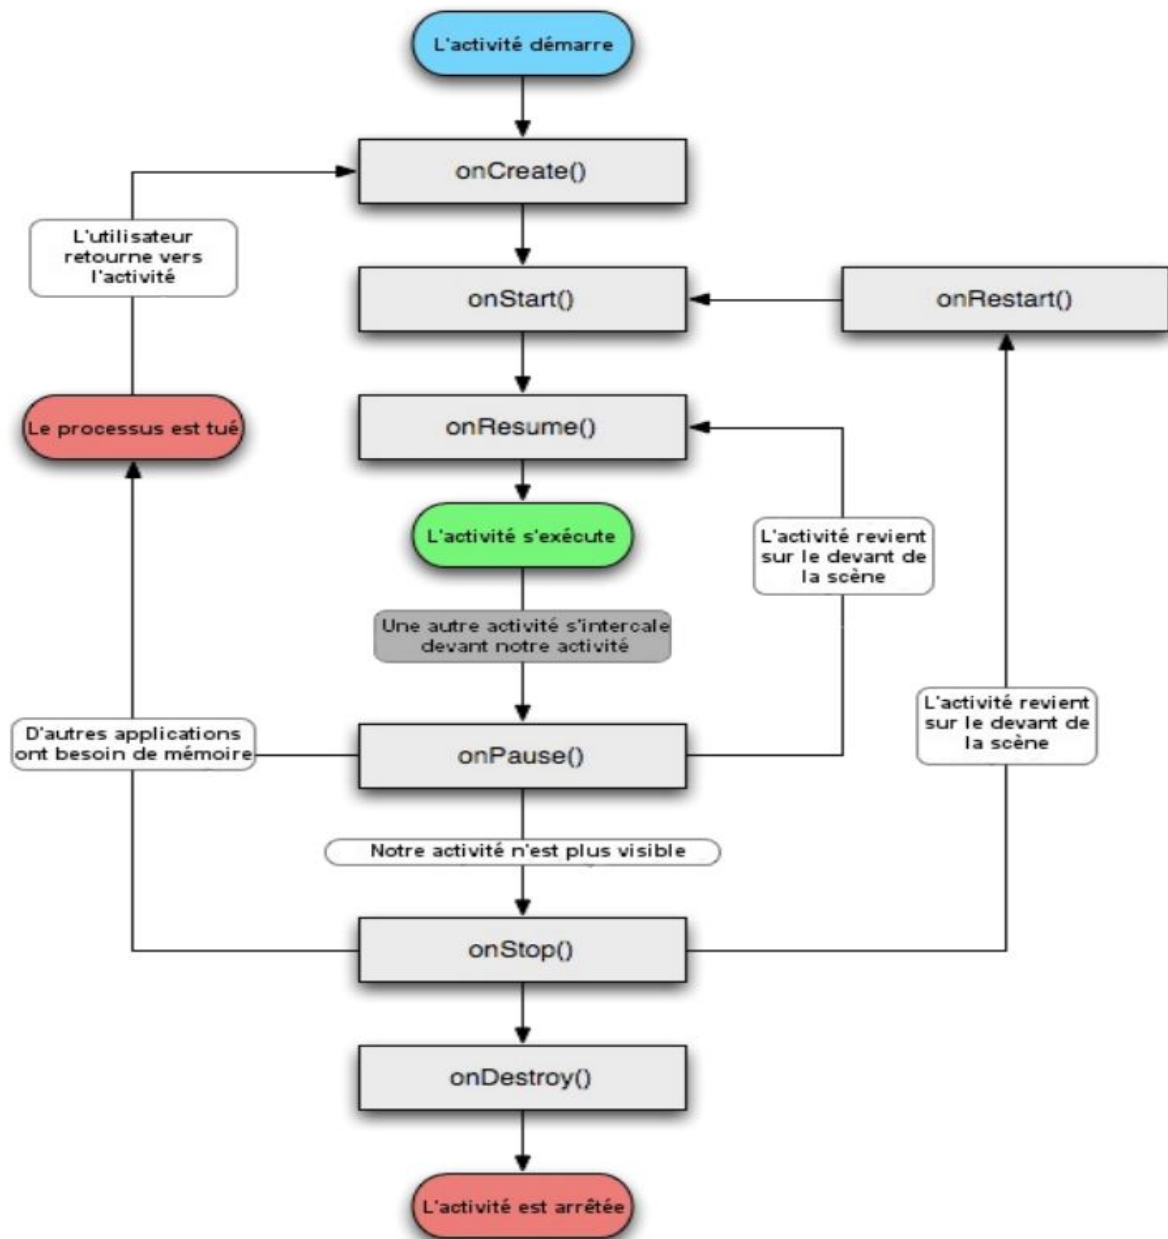 L'activité démarre
onCreate()
L'utilisateur
retourne vers
l'activité
onStart()
onRestart()
Le processus est tué
onResume()
L'activité s'exécute
L'activité revient
sur le devant de
la scène
Une autre activité s'intercale
devant notre activité
D'autres applications
ont besoin de mémoire
onPause()
L'activité revient
sur le devant de
la scène
Notre activité n'est plus visible
onStop()
onDestroy()
L'activité est arrêtée